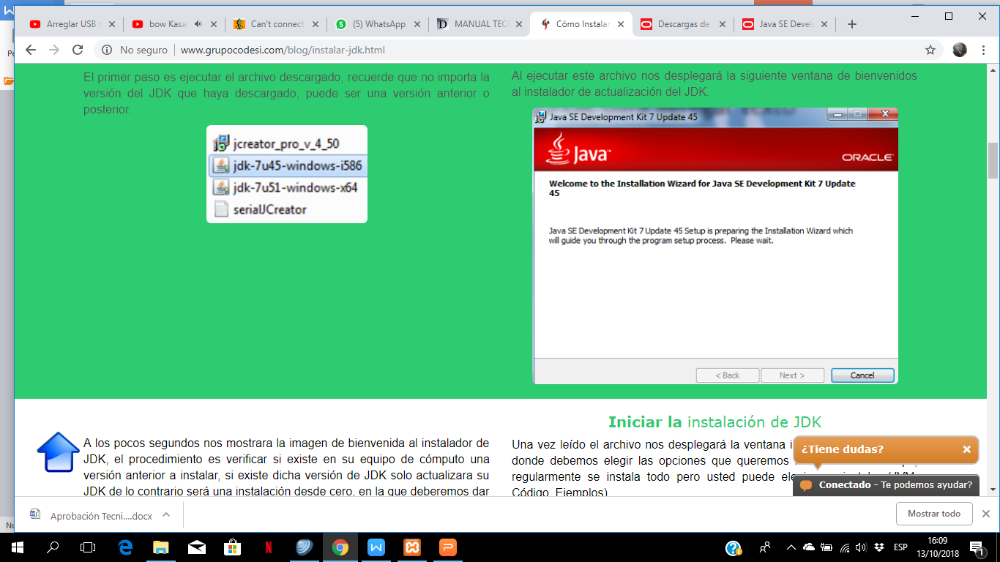 Arreglar USB
bow Kasal
Can't connect
(5) WhatsApp
MANUAL TEC
Cómo Instalar
Descargas de
Java SE Devel
No seguro
www.grupocodesi.com/blog/instalar-jdk.html
El primer paso es ejecutar el archivo descargado, recuerde que no importa la
versión del JDK que haya descargado, puede ser una versión anterior o
posterior.
jcreator_pro_v_4_50
jdk-7u45-windows-i586
jdk-7u51-windows-x64
serialJCreator
Al ejecutar este archivo nos desplegará la siguiente ventana de bienvenidos
al instalador de actualización del JDK.
Java SE Development Kit 7 Update 45
Java™
ORACLE
Welcome to the Installation Wizard for Java SE Development Kit 7 Update
45
Java SE Development Kit 7 Update 45 Setup is preparing the Installation Wizard which
will guide you through the program setup process. Please wait.
< Back
Next >
Cancel
A los pocos segundos nos mostrara la imagen de bienvenida al instalador de
JDK, el procedimiento es verificar si existe en su equipo de cómputo una
versión anterior a instalar, si existe dicha versión de JDK solo actualizara su
JDK de lo contrario será una instalación desde cero, en la que deberemos dar
Iniciar la instalación de JDK
Una vez leído el archivo nos desplegará la ventana
donde debemos elegir las opciones que queremos
regularmente se instala todo pero usted puede
Código, Ejemplos)
¿Tiene dudas?
Conectado - Te podemos ayudar?
Aprobación Tecni....docx
Mostrar todo
ESP
16:09
13/10/2018
1